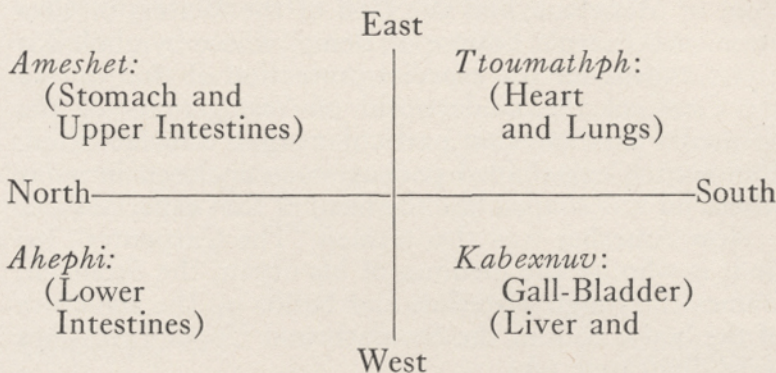 East
Ameshet:
(Stomach and
Upper Intestines)
Ttoumathph:
(Heart
and Lungs)
North
South
Ahephi:
(Lower
Intestines)
Kabexnuv:
Gall-Bladder)
(Liver and
West